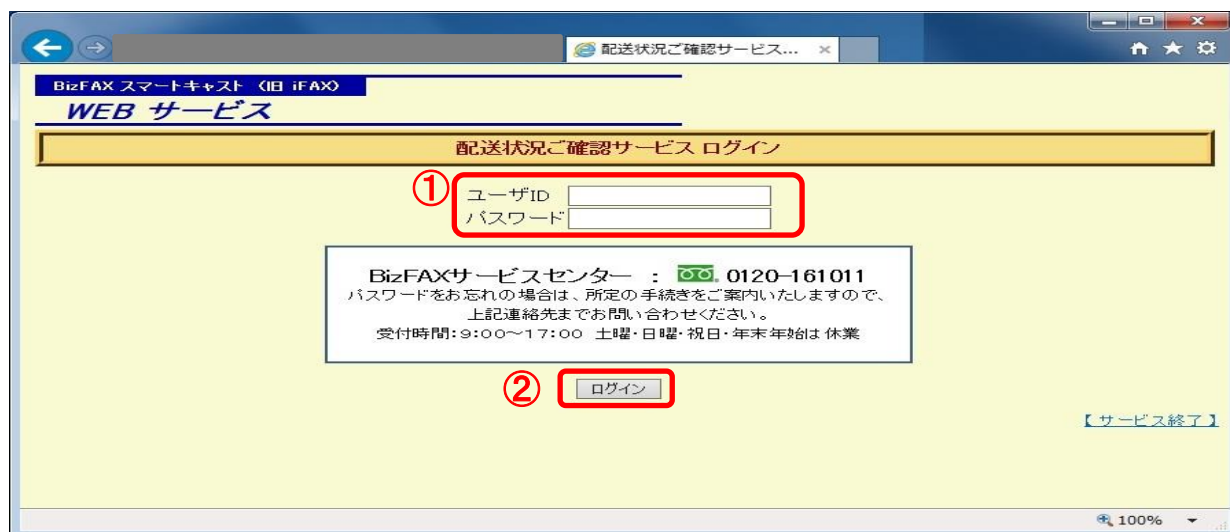 配送状況ご確認サービス...
BizFAX スマートキャスト（旧 iFAX）
WEB サービス
配送状況ご確認サービス ログイン
①
ユーザID
パスワード
BizFAXサービスセンター ： 0120-161011
パスワードをお忘れの場合は、所定の手続きをご案内いたしますので、
上記連絡先までお問い合わせください。
受付時間：9:00～17:00 土曜・日曜・祝日・年末年始は休業
② ログイン
【サービス終了】
100%